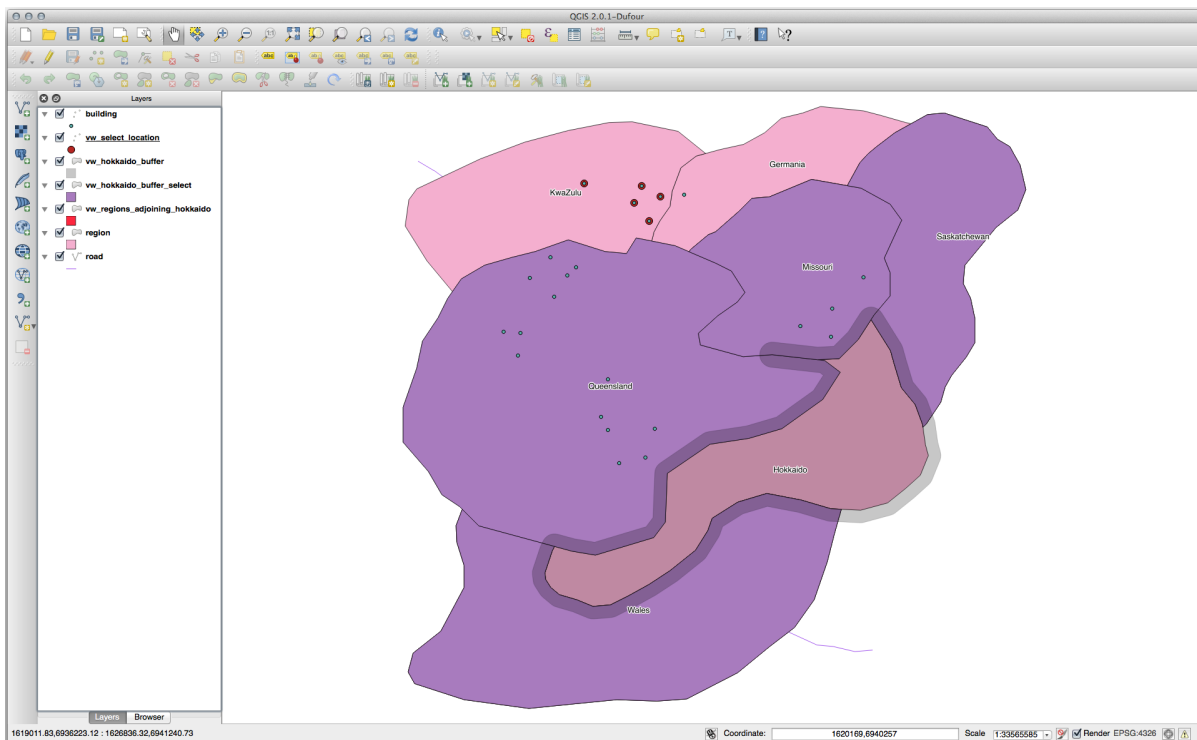 QGIS 2.0.1-Dufour
Layers
building
vw_select_location
vw_hokkaido_buffer
vw_hokkaido_buffer_select
vw_regions_adjoining_hokkaido
region
road
KwaZulu
Germania
Saskatchewan
Missouri
Queensland
Hokkaido
Wales
Layers Browser
1619011.83,6936223.12 : 1626836.32,6941240.73 Coordinate: 1620169,6940257 Scale 1:33565585 Render EPSG:4326